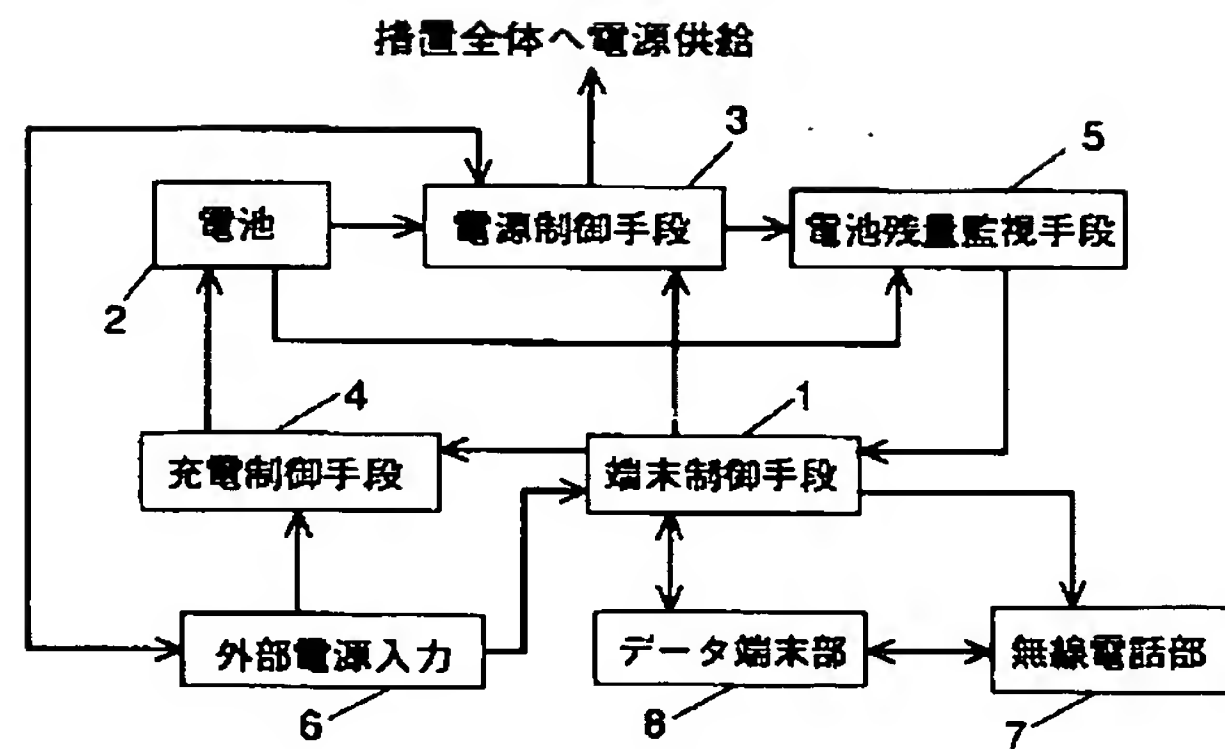 措置全体へ電源供給
3
5
電池
電源制御手段
電池残量監視手段
2
4
1
充電制御手段
端末制御手段
外部電源入力
データ端末部
無線電話部
6
8
7